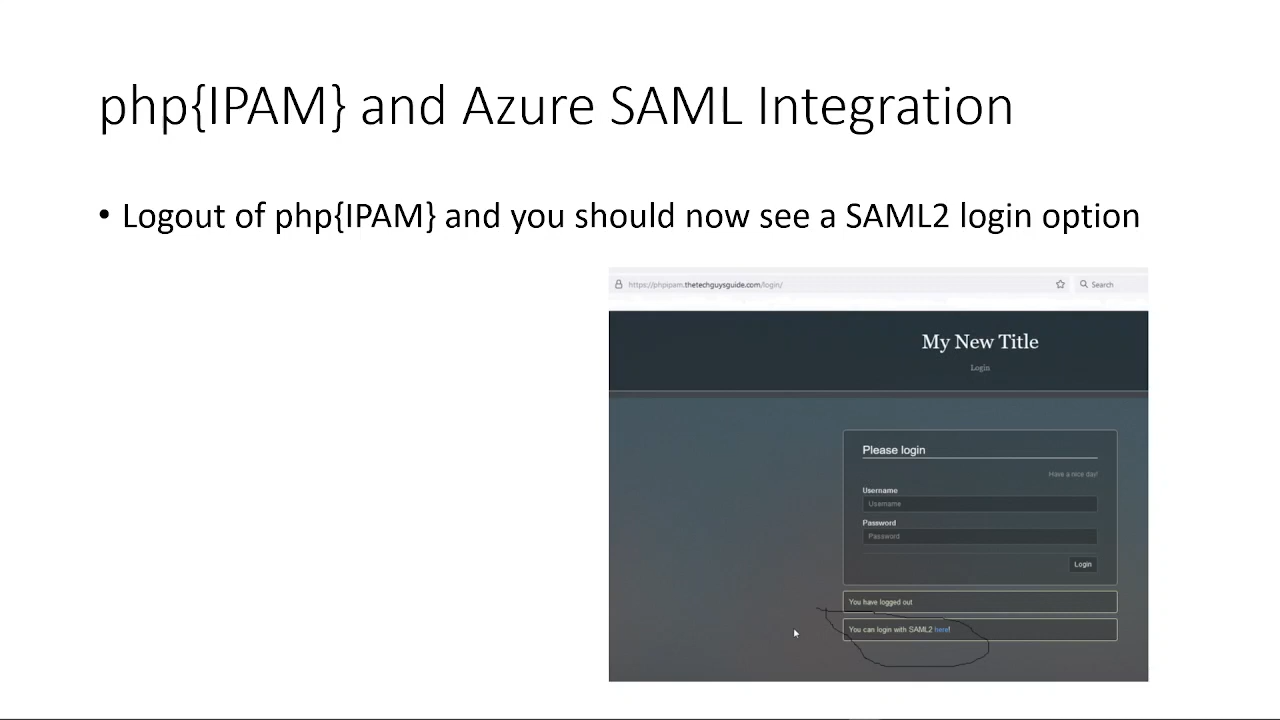 php{IPAM} and Azure SAML Integration
• Logout of php{IPAM} and you should now see a SAML2 login option
https://phpipam.thetechguysguide.com/login/
Search
My New Title
Login
Please login
Have a nice day!
Username
Username
Password
Password
Login
You have logged out
You can login with SAML2 here!